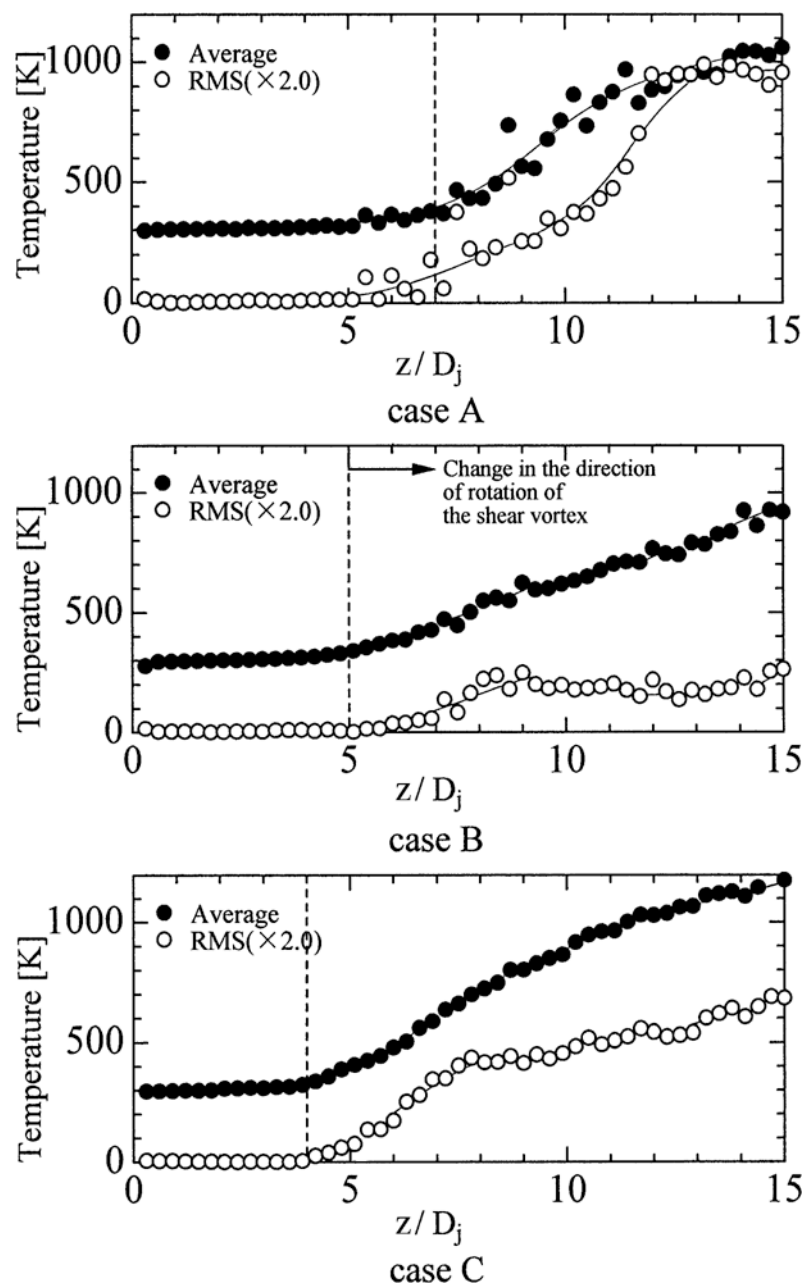 Temperature [K]
1000
500
0
● Average
○ RMS(×2.0)
0 5 10 15
z / Dj
case A
Temperature [K]
1000
500
0
● Average
○ RMS(×2.0)
Change in the direction
of rotation of
the shear vortex
0 5 10 15
z / Dj
case B
Temperature [K]
1000
500
0
● Average
○ RMS(×2.0)
0 5 10 15
z / Dj
case C